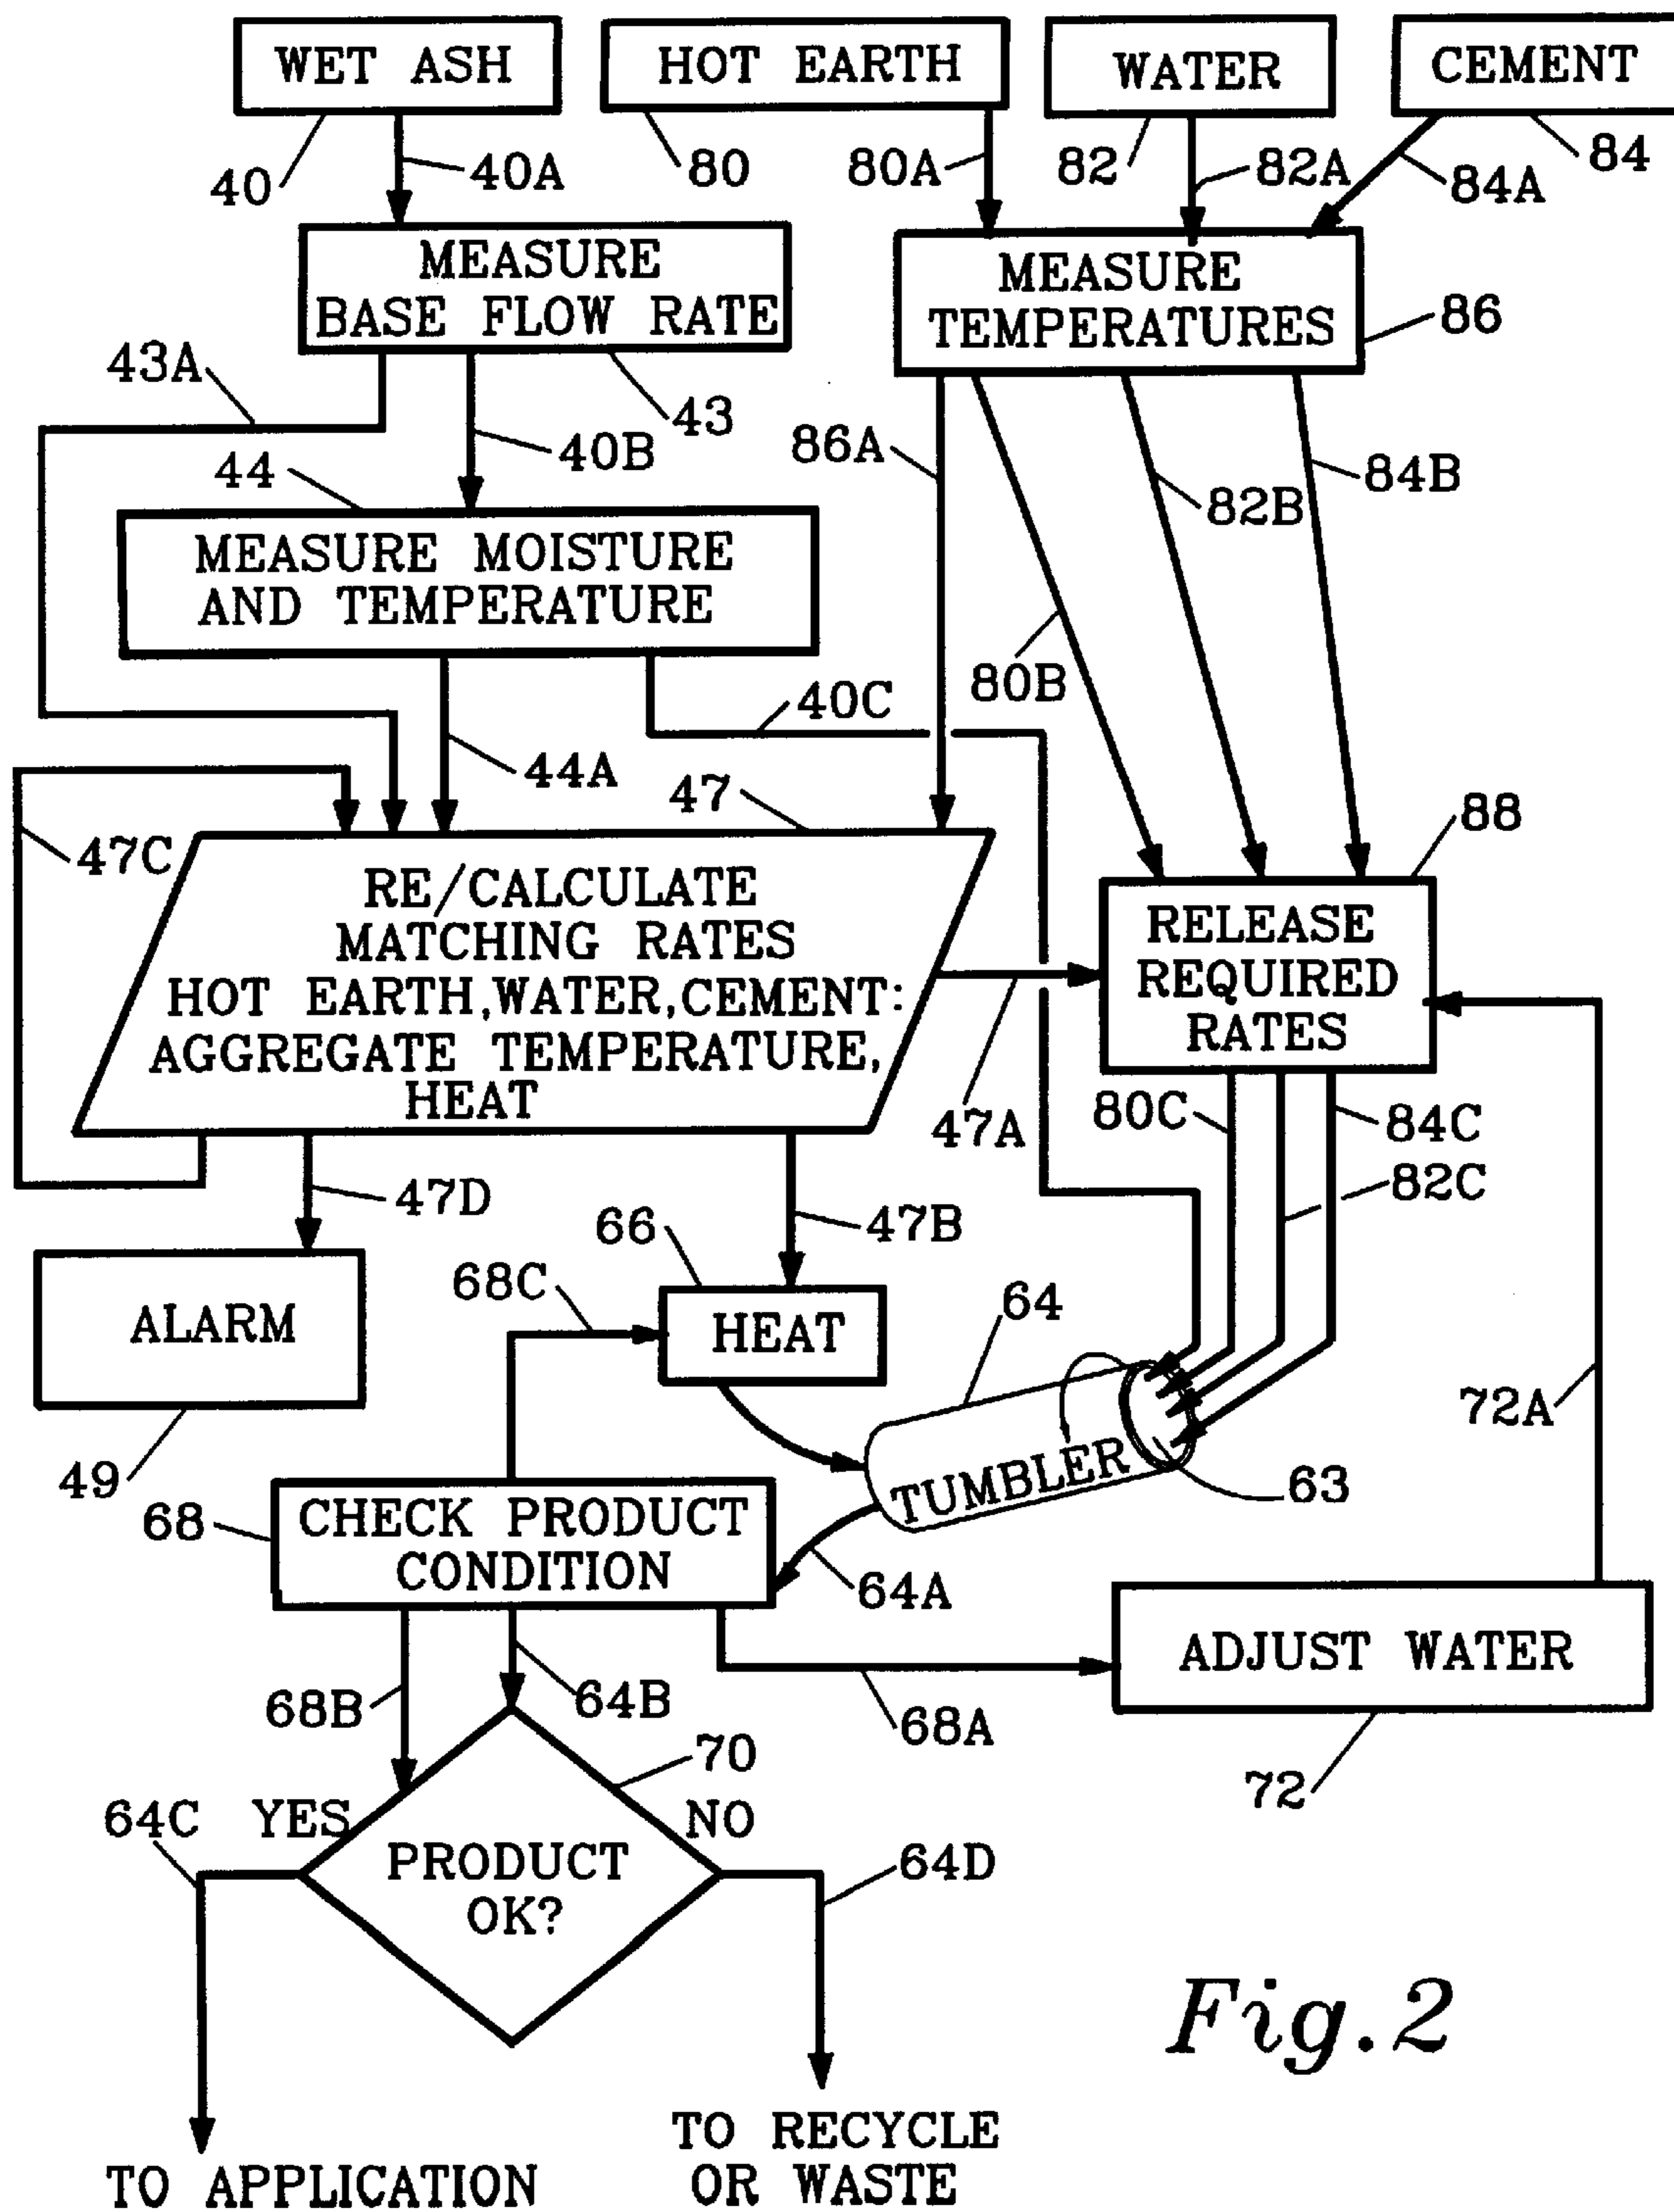 WET ASH
HOT EARTH
WATER
CEMENT
40
40A
80
80A
82
82A
84A
84
MEASURE
BASE FLOW RATE
MEASURE
TEMPERATURES
86
43A
43
40B
44
86A
82B
84B
MEASURE MOISTURE
AND TEMPERATURE
80B
40C
44A
47
47C
88
RE/CALCULATE
MATCHING RATES
HOT EARTH,WATER,CEMENT:
AGGREGATE TEMPERATURE,
HEAT
RELEASE
REQUIRED
RATES
47A
80C
84C
82C
47D
47B
66
68C
64
ALARM
HEAT
72A
49
TUMBLER
63
68
CHECK PRODUCT
CONDITION
64A
ADJUST WATER
68B
64B
68A
70
72
64C
YES
NO
PRODUCT
OK?
64D
Fig.2
TO APPLICATION
TO RECYCLE
OR WASTE